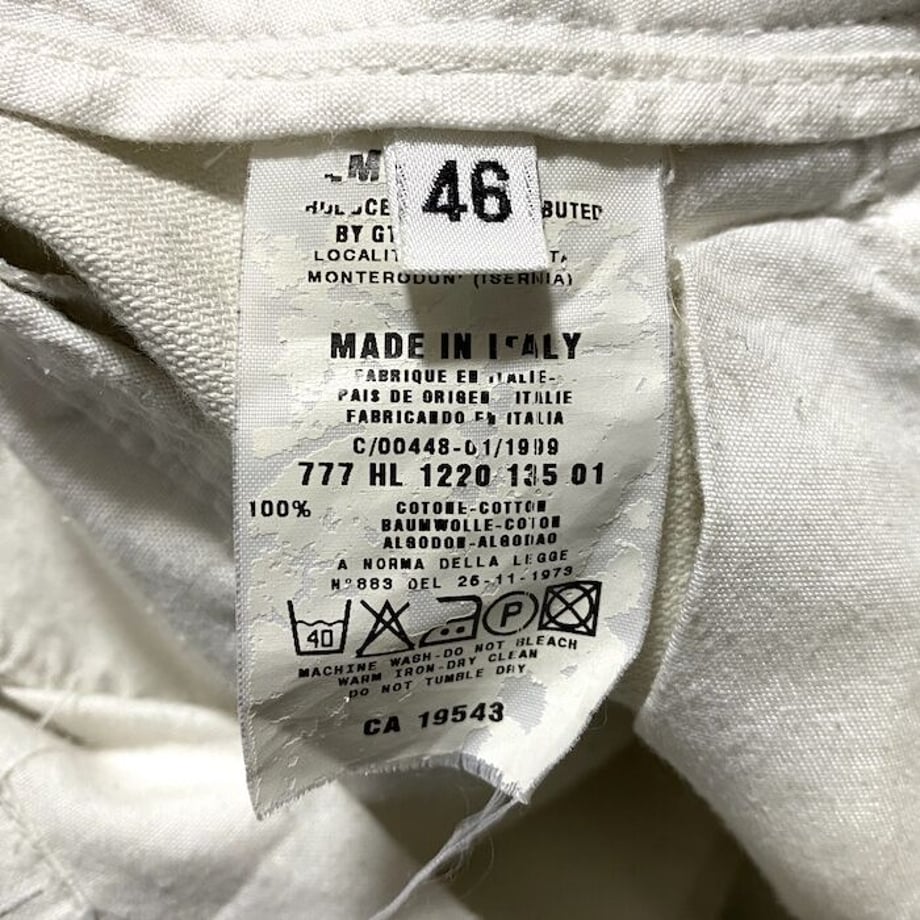 46
BY
MADE IN ITALY
FABRIQUE EN ITALIE
PAIS DE ORIGEN ITALIE
FABRICANDO EN ITALIA
C/00448-01/1999
777 HL 1220 135 01
100% COTONE-COTTON
BAUMWOLLE-COTON
ALGODON-ALGODAO
A NORMA DELLA LEGGE
N°883 DEL 26-11-1973
40 P
MACHINE WASH-DO NOT BLEACH
WARM IRON-DRY CLEAN
DO NOT TUMBLE DRY
CA 19543